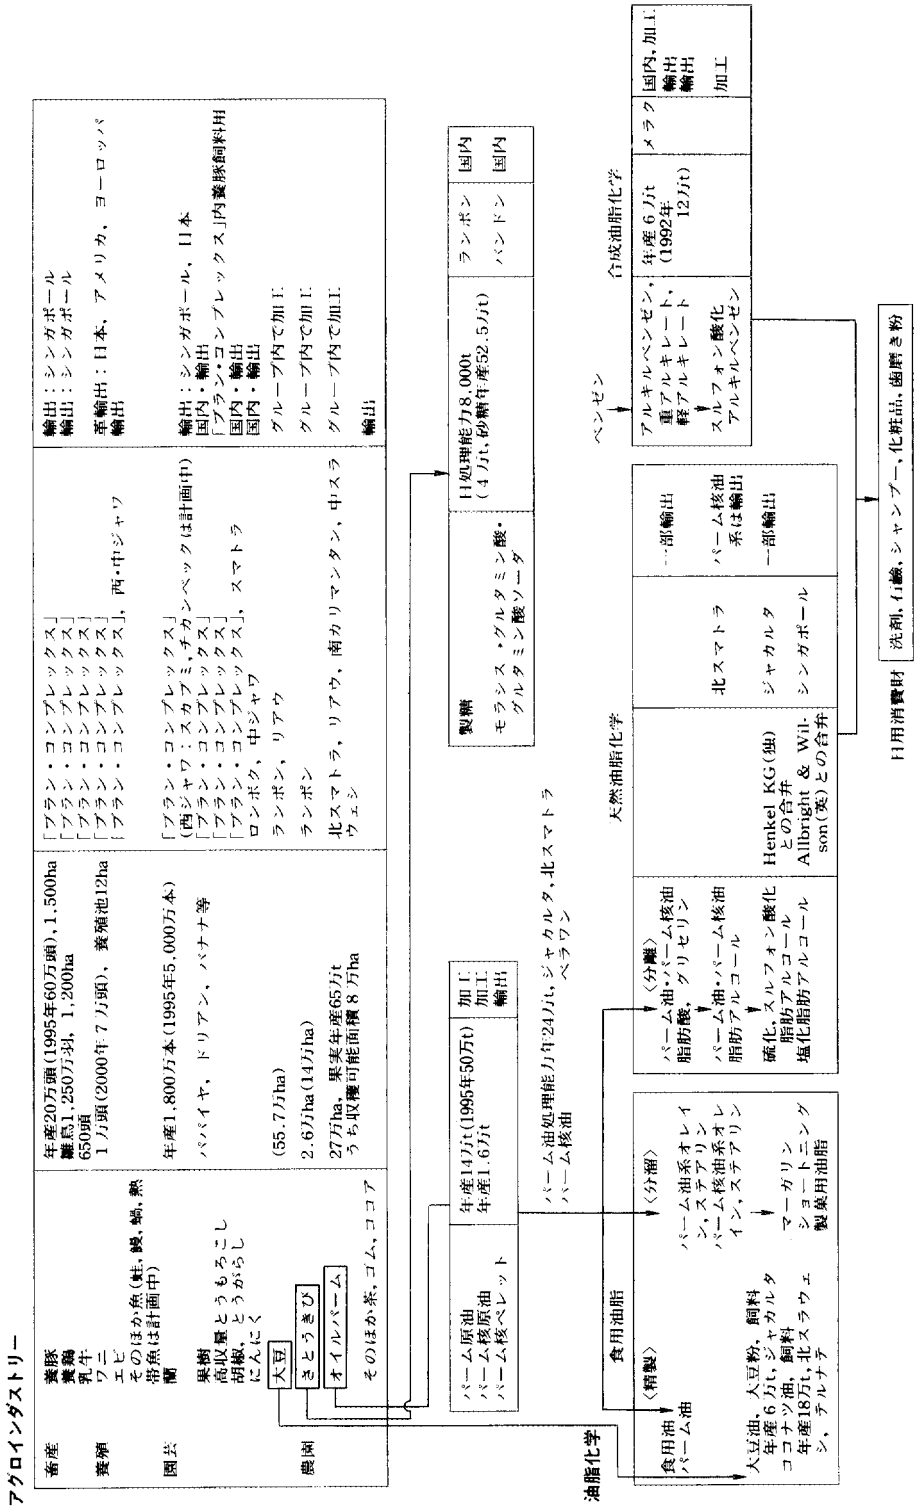 アグロインダストリー
畜産
養豚
年産20万頭(1995年60万頭), 1,500ha
「ブラン・コンプレックス」
輸出：シンガポール
養鶏
雛鳥1,250万羽, 1,200ha
「ブラン・コンプレックス」
輸出：シンガポール
乳牛
650頭
「ブラン・コンプレックス」
養殖
ワニ
1万頭(2000年7万頭), 養殖池12ha
「ブラン・コンプレックス」
革輸出：日本, アメリカ, ヨーロッパ
エビ
「ブラン・コンプレックス」, 西・中ジャワ
輸出
そのほか魚(鮭, 鰻, 蝸, 熱
帯魚は計画中)
園芸
蘭
年産1,800万本(1995年5,000万本)
「ブラン・コンプレックス」
(西ジャワ：スカブミ, チカンペックは計画中)
輸出：シンガポール, 日本
果樹
パパイヤ, ドリアン, バナナ等
「ブラン・コンプレックス」
国内・輸出
高収量とうもろこし
「ブラン・コンプレックス」
「ブラン・コンプレックス」内養豚飼料用
胡椒, とうがらし
「ブラン・コンプレックス」, スマトラ
国内・輸出
にんにく
ロンボク, 中ジャワ
国内・輸出
農園
大豆
(55.7万ha)
ランポン, リアウ
グループ内で加工
さとうきび
2.6万ha(14万ha)
ランポン
グループ内で加工
オイルパーム
27万ha, 果実年産65万t
うち収穫可能面積8万ha
北スマトラ, リアウ, 南カリマンタン, 中スラ
ウェシ
グループ内で加工
そのほか茶, ゴム, ココア
輸出
パーム原油
年産14万t(1995年50万t)
加工
パーム核原油
年産1.6万t
加工
パーム核ペレット
輸出
パーム油処理能力年24万t, ジャカルタ, 北スマトラ
パーム核油
ベラワン
製糖
日処理能力8,000t
(4万t, 砂糖年産52.5万t)
ランポン
国内
モラシス・グルタミン酸・
グルタミン酸ソーダ
バンドン
国内
油脂化学
食用油脂
〈精製〉
食用油
パーム油
大豆油, 大豆粉, 飼料
年産6万t, ジャカルタ
ココナツ油, 飼料
年産18万t, 北スラウェ
シ, テルナテ
〈分溜〉
パーム油系オレイ
ン, ステアリン
パーム核油系オレ
イン, ステアリン
マーガリン
ショートニング
製菓用油脂
天然油脂化学
〈分離〉
パーム油・パーム核油
脂肪酸, グリセリン
一部輸出
パーム油・パーム核油
脂肪アルコール
北スマトラ
パーム核油
系は輸出
硫化, スルフォン酸化
脂肪アルコール
塩化脂肪アルコール
Henkel KG(独)
との合弁
Allbright & Wil-
son(英)との合弁
ジャカルタ
シンガポール
一部輸出
合成油脂化学
ベンゼン
アルキルベンゼン,
重アルキレート,
軽アルキレート
年産6万t
(1992年
12万t)
メラク
国内, 加工
輸出
輸出
スルフォン酸化
アルキルベンゼン
加工
日用消費財
洗剤, 石鹸, シャンプー, 化粧品, 歯磨き粉